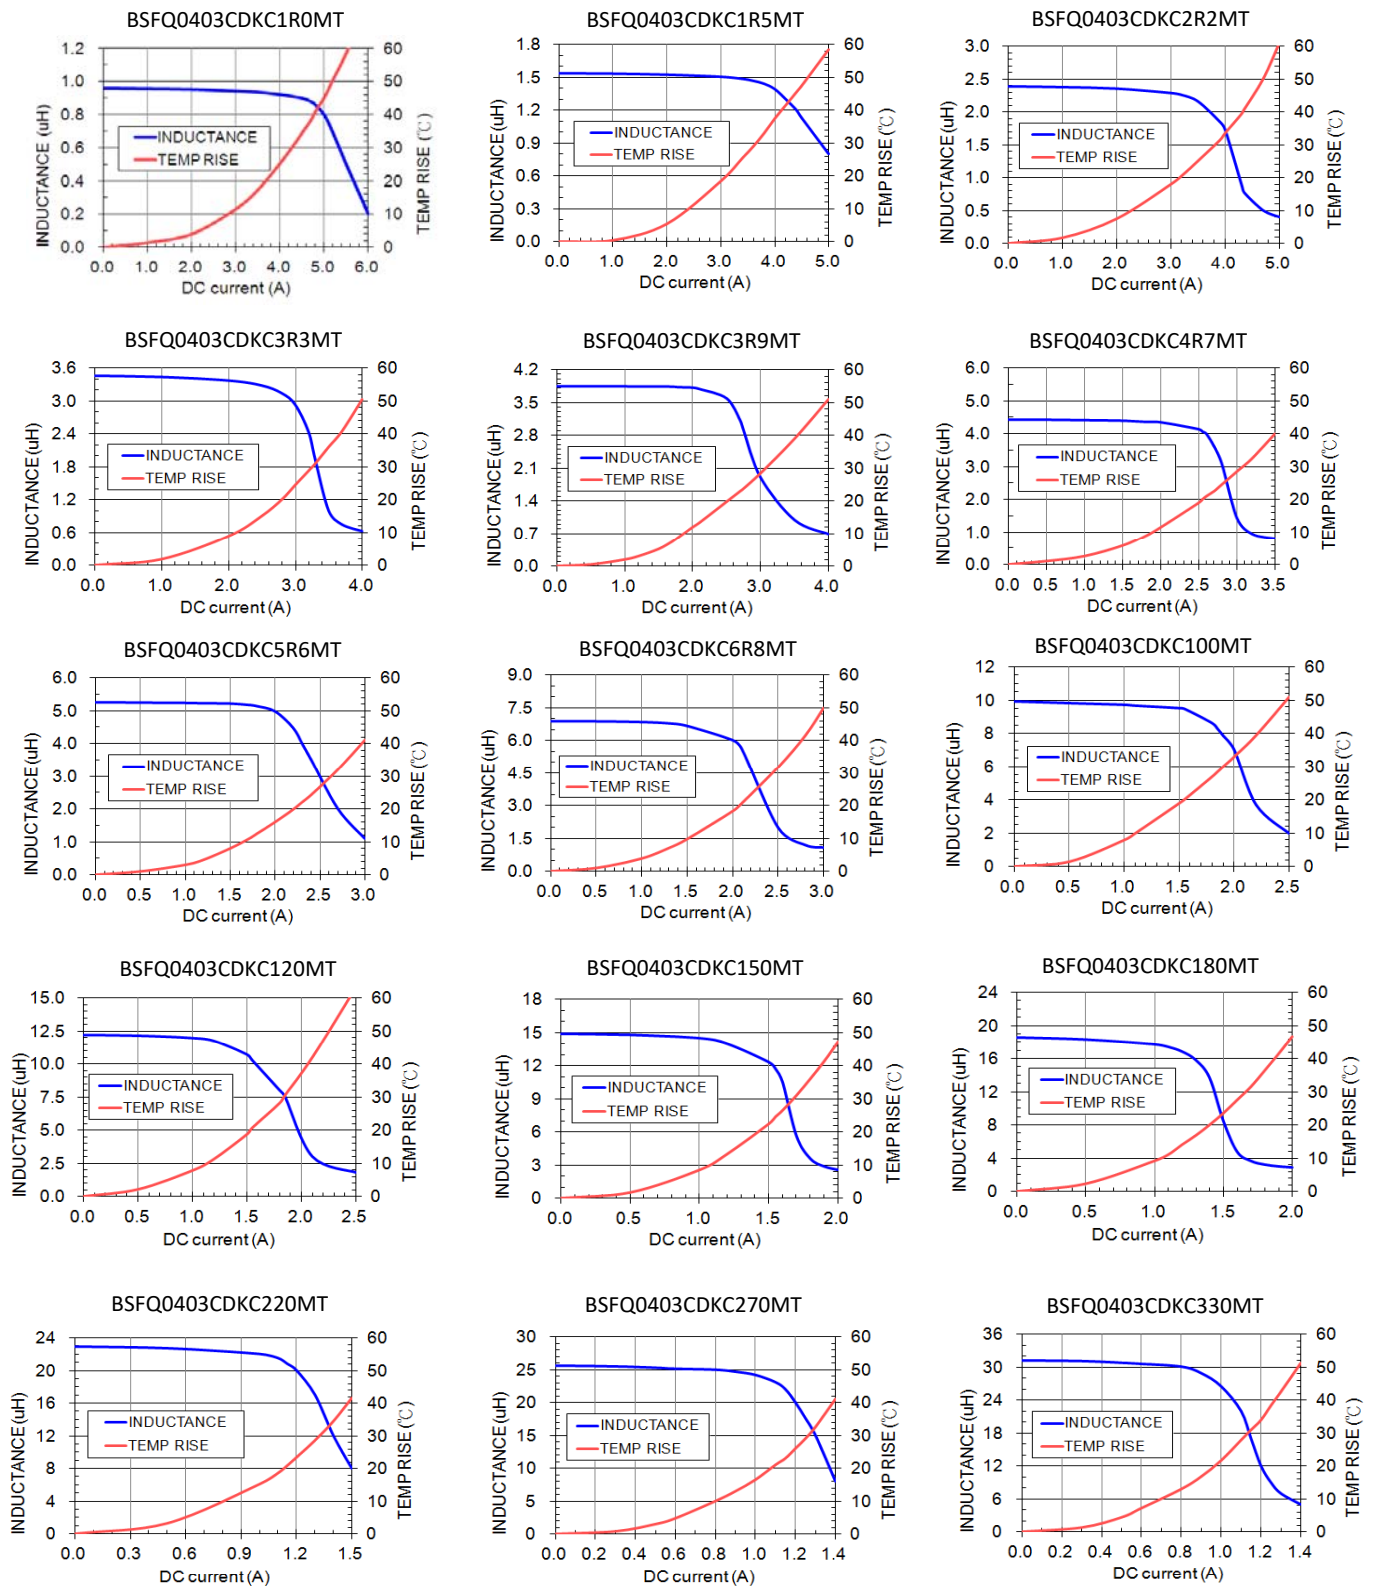 BSFQ0403CDKC1R0MT
BSFQ0403CDKC1R5MT
BSFQ0403CDKC2R2MT
INDUCTANCE (uH)
1.2
1.0
0.8
0.6
0.4
0.2
0.0
INDUCTANCE
TEMP RISE
60
50
40
30
20
10
0
TEMP RISE (℃)
0.0 1.0 2.0 3.0 4.0 5.0 6.0
DC current (A)
INDUCTANCE (uH)
1.8
1.5
1.2
0.9
0.6
0.3
0.0
INDUCTANCE
TEMP RISE
60
50
40
30
20
10
0
TEMP RISE (℃)
0.0 1.0 2.0 3.0 4.0 5.0
DC current (A)
INDUCTANCE (uH)
3.0
2.5
2.0
1.5
1.0
0.5
0.0
INDUCTANCE
TEMP RISE
60
50
40
30
20
10
0
TEMP RISE (℃)
0.0 1.0 2.0 3.0 4.0 5.0
DC current (A)
BSFQ0403CDKC3R3MT
BSFQ0403CDKC3R9MT
BSFQ0403CDKC4R7MT
INDUCTANCE (uH)
3.6
3.0
2.4
1.8
1.2
0.6
0.0
INDUCTANCE
TEMP RISE
60
50
40
30
20
10
0
TEMP RISE (℃)
0.0 1.0 2.0 3.0 4.0
DC current (A)
INDUCTANCE (uH)
4.2
3.5
2.8
2.1
1.4
0.7
0.0
INDUCTANCE
TEMP RISE
60
50
40
30
20
10
0
TEMP RISE (℃)
0.0 1.0 2.0 3.0 4.0
DC current (A)
INDUCTANCE (uH)
6.0
5.0
4.0
3.0
2.0
1.0
0.0
INDUCTANCE
TEMP RISE
60
50
40
30
20
10
0
TEMP RISE (℃)
0.0 0.5 1.0 1.5 2.0 2.5 3.0 3.5
DC current (A)
BSFQ0403CDKC5R6MT
BSFQ0403CDKC6R8MT
BSFQ0403CDKC100MT
INDUCTANCE (uH)
6.0
5.0
4.0
3.0
2.0
1.0
0.0
INDUCTANCE
TEMP RISE
60
50
40
30
20
10
0
TEMP RISE (℃)
0.0 0.5 1.0 1.5 2.0 2.5 3.0
DC current (A)
INDUCTANCE (uH)
9.0
7.5
6.0
4.5
3.0
1.5
0.0
INDUCTANCE
TEMP RISE
60
50
40
30
20
10
0
TEMP RISE (℃)
0.0 0.5 1.0 1.5 2.0 2.5 3.0
DC current (A)
INDUCTANCE (uH)
12
10
8
6
4
2
0
INDUCTANCE
TEMP RISE
60
50
40
30
20
10
0
TEMP RISE (℃)
0.0 0.5 1.0 1.5 2.0 2.5
DC current (A)
BSFQ0403CDKC120MT
BSFQ0403CDKC150MT
BSFQ0403CDKC180MT
INDUCTANCE (uH)
15.0
12.5
10.0
7.5
5.0
2.5
0.0
INDUCTANCE
TEMP RISE
60
50
40
30
20
10
0
TEMP RISE (℃)
0.0 0.5 1.0 1.5 2.0 2.5
DC current (A)
INDUCTANCE (uH)
18
15
12
9
6
3
0
INDUCTANCE
TEMP RISE
60
50
40
30
20
10
0
TEMP RISE (℃)
0.0 0.5 1.0 1.5 2.0
DC current (A)
INDUCTANCE (uH)
24
20
16
12
8
4
0
INDUCTANCE
TEMP RISE
60
50
40
30
20
10
0
TEMP RISE (℃)
0.0 0.5 1.0 1.5 2.0
DC current (A)
BSFQ0403CDKC220MT
BSFQ0403CDKC270MT
BSFQ0403CDKC330MT
INDUCTANCE (uH)
24
20
16
12
8
4
0
INDUCTANCE
TEMP RISE
60
50
40
30
20
10
0
TEMP RISE (℃)
0.0 0.3 0.6 0.9 1.2 1.5
DC current (A)
INDUCTANCE (uH)
30
25
20
15
10
5
0
INDUCTANCE
TEMP RISE
60
50
40
30
20
10
0
TEMP RISE (℃)
0.0 0.2 0.4 0.6 0.8 1.0 1.2 1.4
DC current (A)
INDUCTANCE (uH)
36
30
24
18
12
6
0
INDUCTANCE
TEMP RISE
60
50
40
30
20
10
0
TEMP RISE (℃)
0.0 0.2 0.4 0.6 0.8 1.0 1.2 1.4
DC current (A)